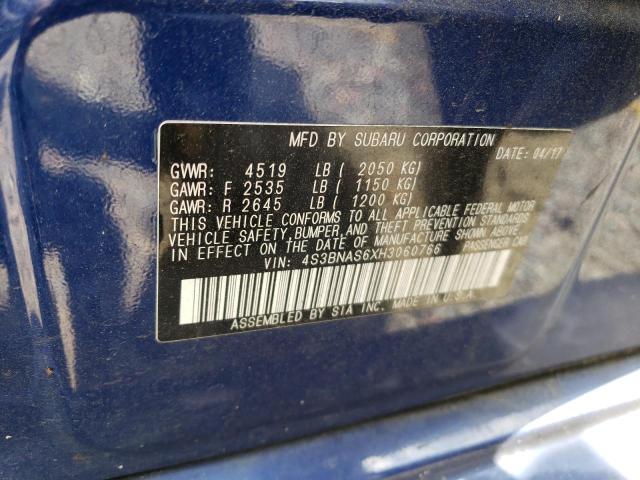 MFD BY SUBARU CORPORATION
DATE: 04/17
GVWR: 4519 LB ( 2050 KG)
GAWR: F 2535 LB ( 1150 KG)
GAWR: R 2645 LB ( 1200 KG)
THIS VEHICLE CONFORMS TO ALL APPLICABLE FEDERAL MOTOR
VEHICLE SAFETY, BUMPER, AND THEFT PREVENTION STANDARDS
IN EFFECT ON THE DATE OF MANUFACTURE SHOWN ABOVE.
VIN: 4S3BNAS6XH3060766 PASSENGER CAR
ASSEMBLED BY SIA INC. MADE IN U.S.A.